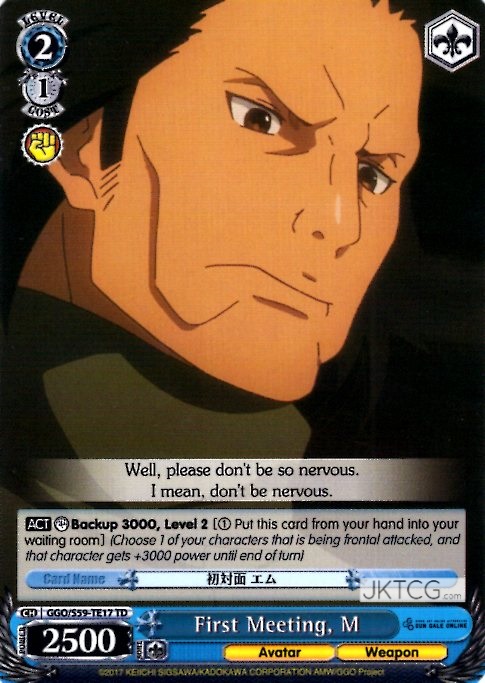 LEVEL
2
1
COST
Well, please don't be so nervous.
I mean, don't be nervous.
ACT Backup 3000, Level 2 [① Put this card from your hand into your
waiting room] (Choose 1 of your characters that is being frontal attacked, and
that character gets +3000 power until end of turn)
Card Name 初対面 エム
JKTCG.com
CH GGO/S59-TE17 TD
POWER 2500 SOUL First Meeting, M
GUN GALE ONLINE
Avatar Weapon
©2017 KEIICHI SIGSAWA/KADOKAWA CORPORATION AMW/GGO Project